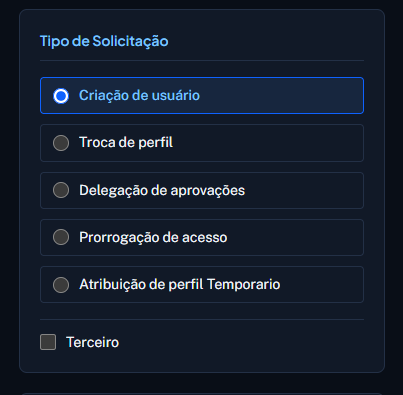 Tipo de Solicitação
Criação de usuário
Troca de perfil
Delegação de aprovações
Prorrogação de acesso
Atribuição de perfil Temporario
Terceiro